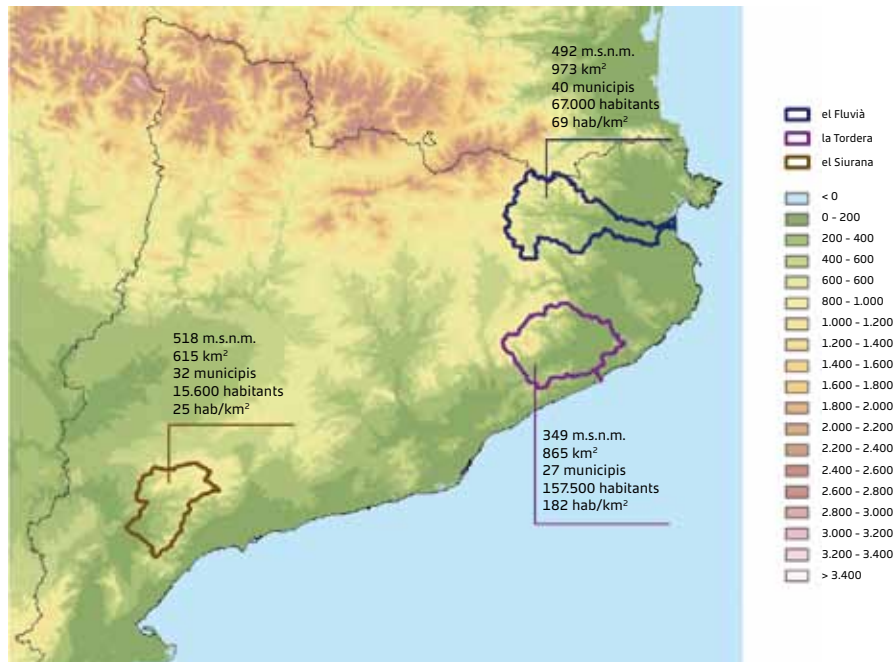 492 m.s.n.m.
973 km²
40 municipis
67.000 habitants
69 hab/km²
518 m.s.n.m.
615 km²
32 municipis
15.600 habitants
25 hab/km²
349 m.s.n.m.
865 km²
27 municipis
157.500 habitants
182 hab/km²
el Fluvià
la Tordera
el Siurana
< 0
0 - 200
200 - 400
400 - 600
600 - 600
800 - 1.000
1.000 - 1.200
1.200 - 1.400
1.400 - 1.600
1.600 - 1.800
1.800 - 2.000
2.000 - 2.200
2.200 - 2.400
2.400 - 2.600
2.600 - 2.800
2.800 - 3.000
3.000 - 3.200
3.200 - 3.400
> 3.400